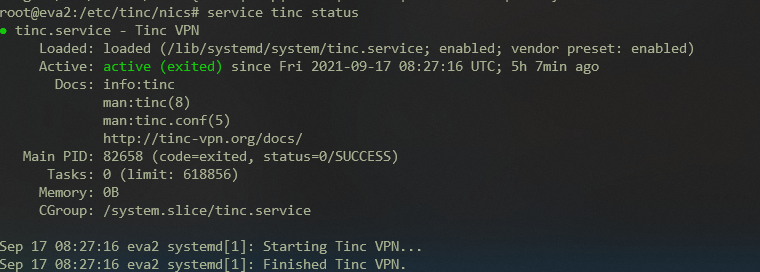 root@eva2:/etc/tinc/nics# service tinc status
● tinc.service - Tinc VPN
Loaded: loaded (/lib/systemd/system/tinc.service; enabled; vendor preset: enabled)
Active: active (exited) since Fri 2021-09-17 08:27:16 UTC; 5h 7min ago
Docs: info:tinc
man:tinc(8)
man:tinc.conf(5)
http://tinc-vpn.org/docs/
Main PID: 82658 (code=exited, status=0/SUCCESS)
Tasks: 0 (limit: 618856)
Memory: 0B
CGroup: /system.slice/tinc.service
Sep 17 08:27:16 eva2 systemd[1]: Starting Tinc VPN...
Sep 17 08:27:16 eva2 systemd[1]: Finished Tinc VPN.